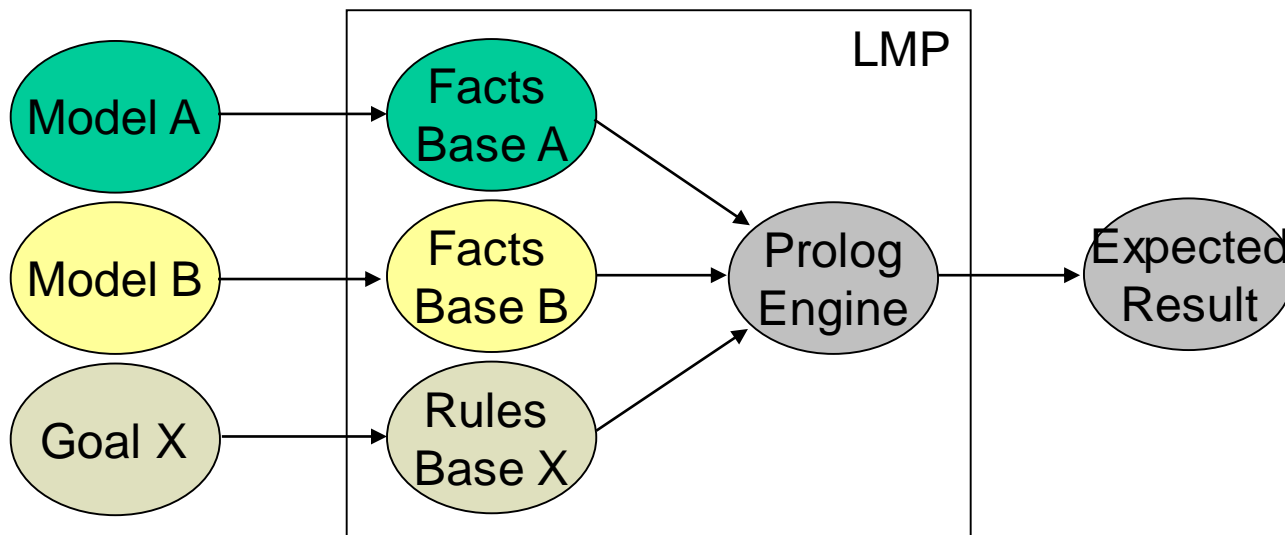 LMP
Model A
Facts
Base A
Model B
Facts
Base B
Prolog
Engine
Expected
Result
Goal X
Rules
Base X